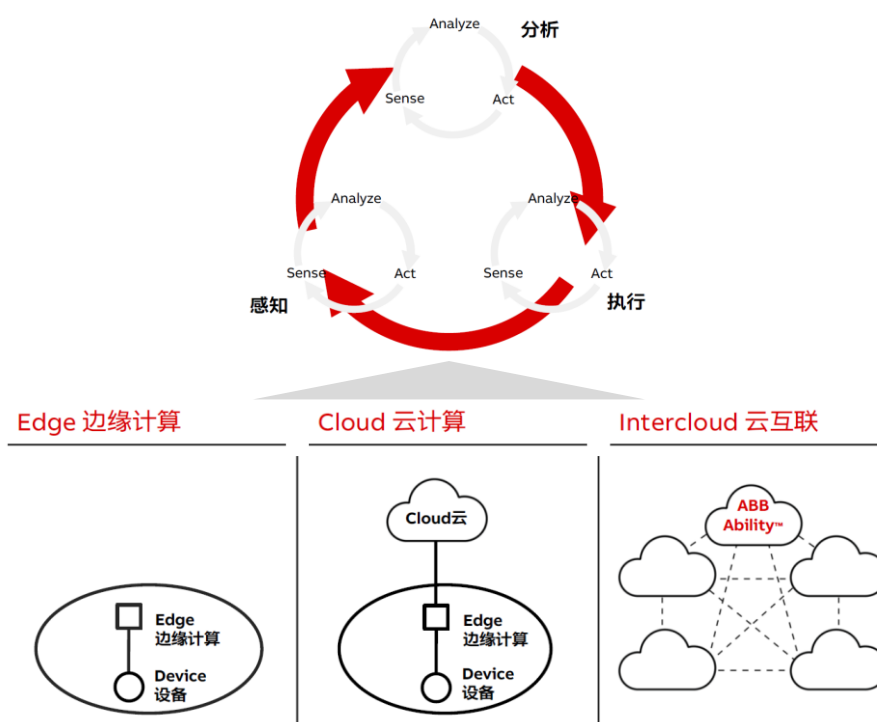 Analyze
分析
Sense
Act
Analyze
Sense
Act
感知
Analyze
Sense
Act
执行
Edge 边缘计算
Cloud 云计算
Intercloud 云互联
Edge
边缘计算
Device
设备
Cloud云
Edge
边缘计算
Device
设备
ABB
Ability™